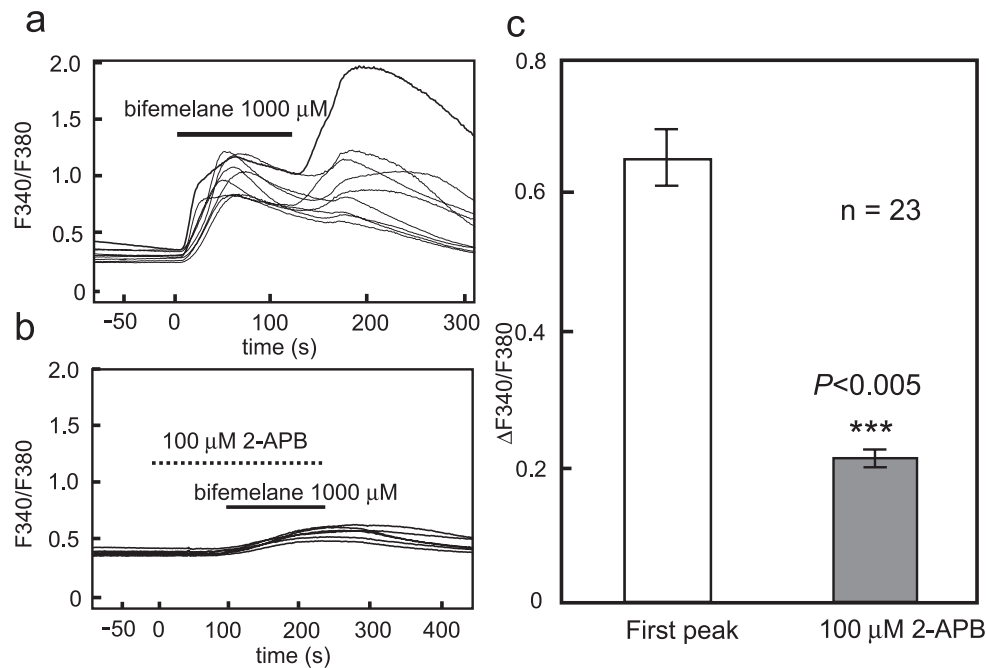 a
2.0
bifemelane 1000 μM
1.5
1.0
0.5
0
F340/F380
−50 0 100 200 300
time (s)
b
2.0
1.5
100 μM 2-APB
1.0
bifemelane 1000 μM
0.5
0
F340/F380
−50 0 100 200 300 400
time (s)
c
0.8
0.6
n = 23
0.4
P<0.005
***
0.2
0
ΔF340/F380
First peak 100 μM 2-APB